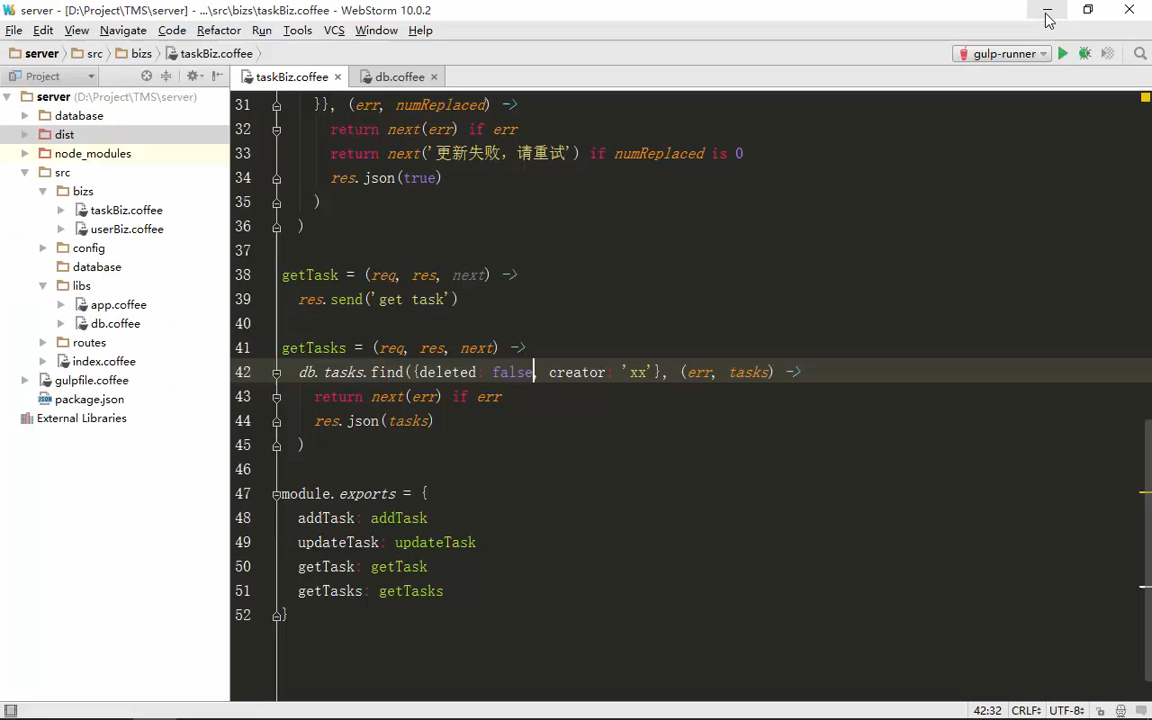 server - [D:\Project\TMS\server] - ...\src\bizs\taskBiz.coffee - WebStorm 10.0.2
File Edit View Navigate Code Refactor Run Tools VCS Window Help
server src bizs taskBiz.coffee gulp-runner
Project taskBiz.coffee db.coffee
server (D:\Project\TMS\server)
database
dist
node_modules
src
bizs
taskBiz.coffee
userBiz.coffee
config
database
libs
app.coffee
db.coffee
routes
index.coffee
gulpfile.coffee
package.json
External Libraries
31 }}, (err, numReplaced) ->
32 return next(err) if err
33 return next('更新失败, 请重试') if numReplaced is 0
34 res.json(true)
35 )
36 )
37
38 getTask = (req, res, next) ->
39 res.send('get task')
40
41 getTasks = (req, res, next) ->
42 db.tasks.find({deleted: false, creator: 'xx'}, (err, tasks) ->
43 return next(err) if err
44 res.json(tasks)
45 )
46
47 module.exports = {
48 addTask: addTask
49 updateTask: updateTask
50 getTask: getTask
51 getTasks: getTasks
52 }
42:32 CRLF UTF-8